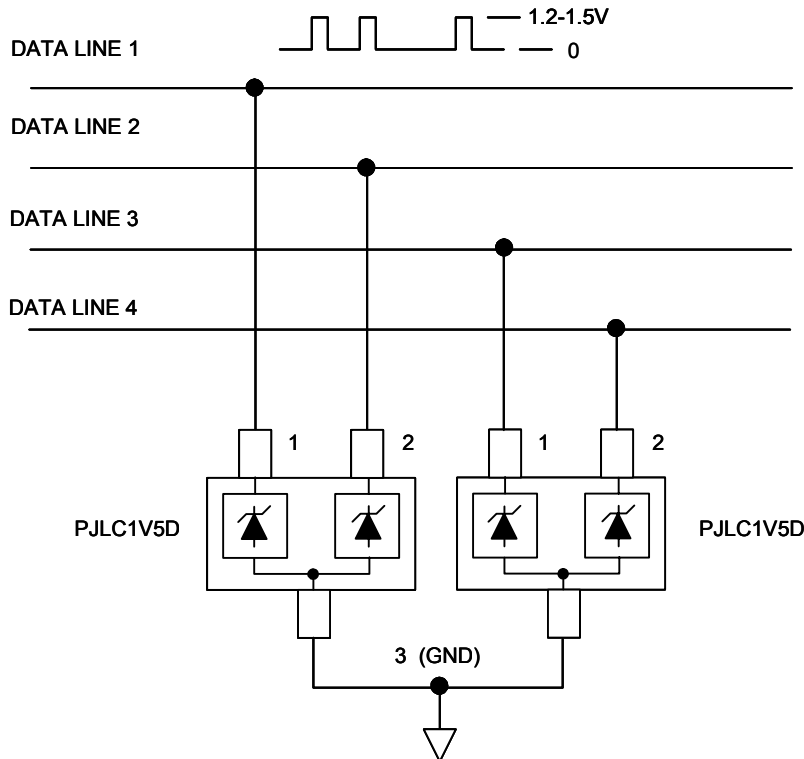 1.2-1.5V
DATA LINE 1
0
DATA LINE 2
DATA LINE 3
DATA LINE 4
1
2
1
2
PJLC1V5D
PJLC1V5D
3 (GND)